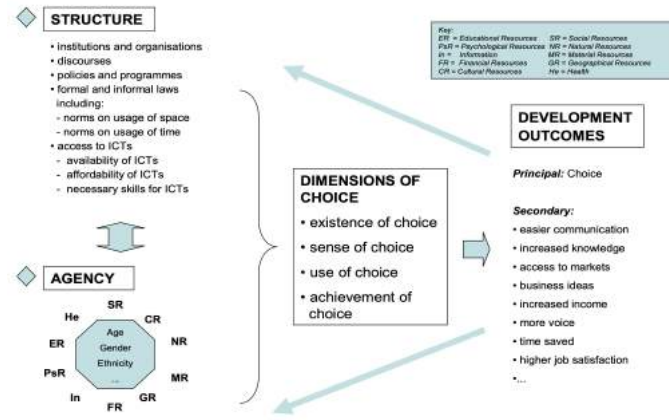 STRUCTURE
• institutions and organisations
• discourses
• policies and programmes
• formal and informal laws
including:
- norms on usage of space
- norms on usage of time
• access to ICTs
- availability of ICTs
- affordability of ICTs
- necessary skills for ICTs
AGENCY
SR
He
CR
ER
NR
PsR
MR
In
GR
FR
Age
Gender
Ethnicity
...
DIMENSIONS OF
CHOICE
• existence of choice
• sense of choice
• use of choice
• achievement of
choice
Key:
ER = Educational Resources SR = Social Resources
PsR = Psychological Resources NR = Natural Resources
In = Information MR = Material Resources
FR = Financial Resources GR = Geographical Resources
CR = Cultural Resources He = Health
DEVELOPMENT
OUTCOMES
Principal: Choice
Secondary:
• easier communication
• increased knowledge
• access to markets
• business ideas
• increased income
• more voice
• time saved
• higher job satisfaction
•...